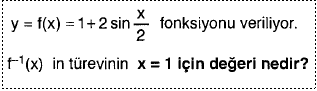 y = f(x) = 1+2 sin x/2 fonksiyonu veriliyor.
f⁻¹(x) in türevinin x = 1 için değeri nedir?